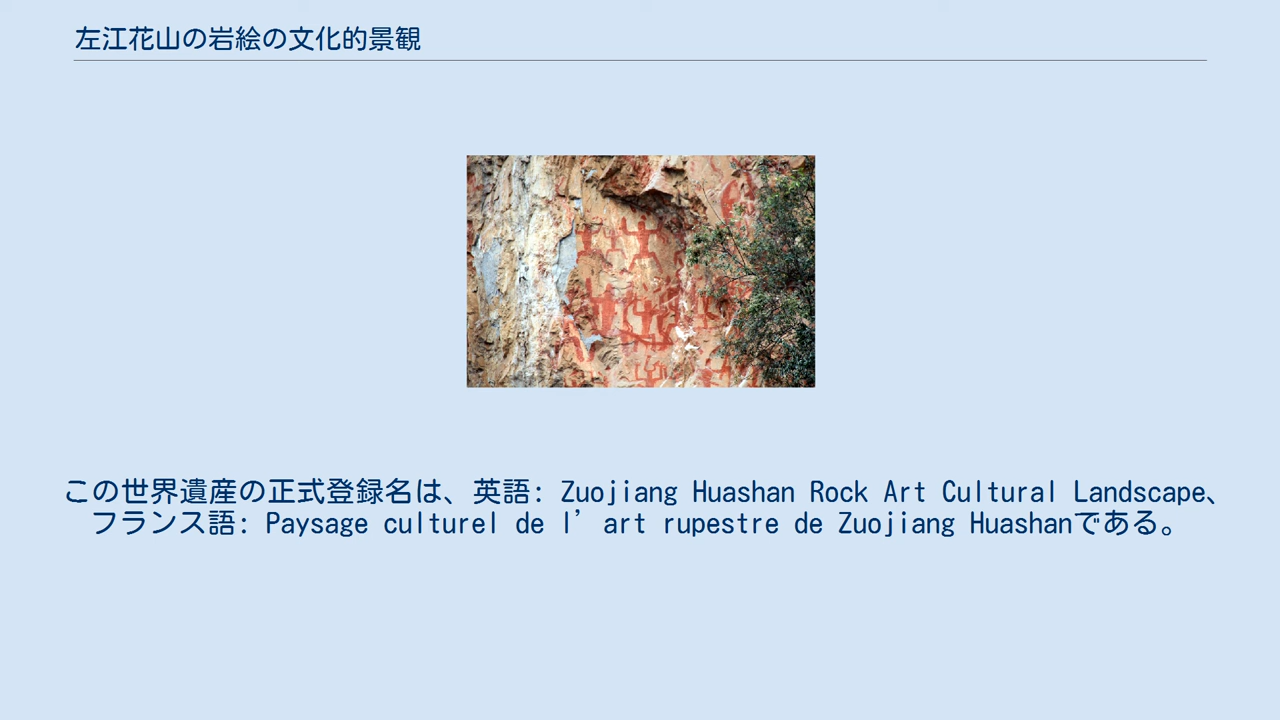 左江花山の岩絵の文化的景観
この世界遺産の正式登録名は、英語: Zuojiang Huashan Rock Art Cultural Landscape、
フランス語: Paysage culturel de l’art rupestre de Zuojiang Huashanである。